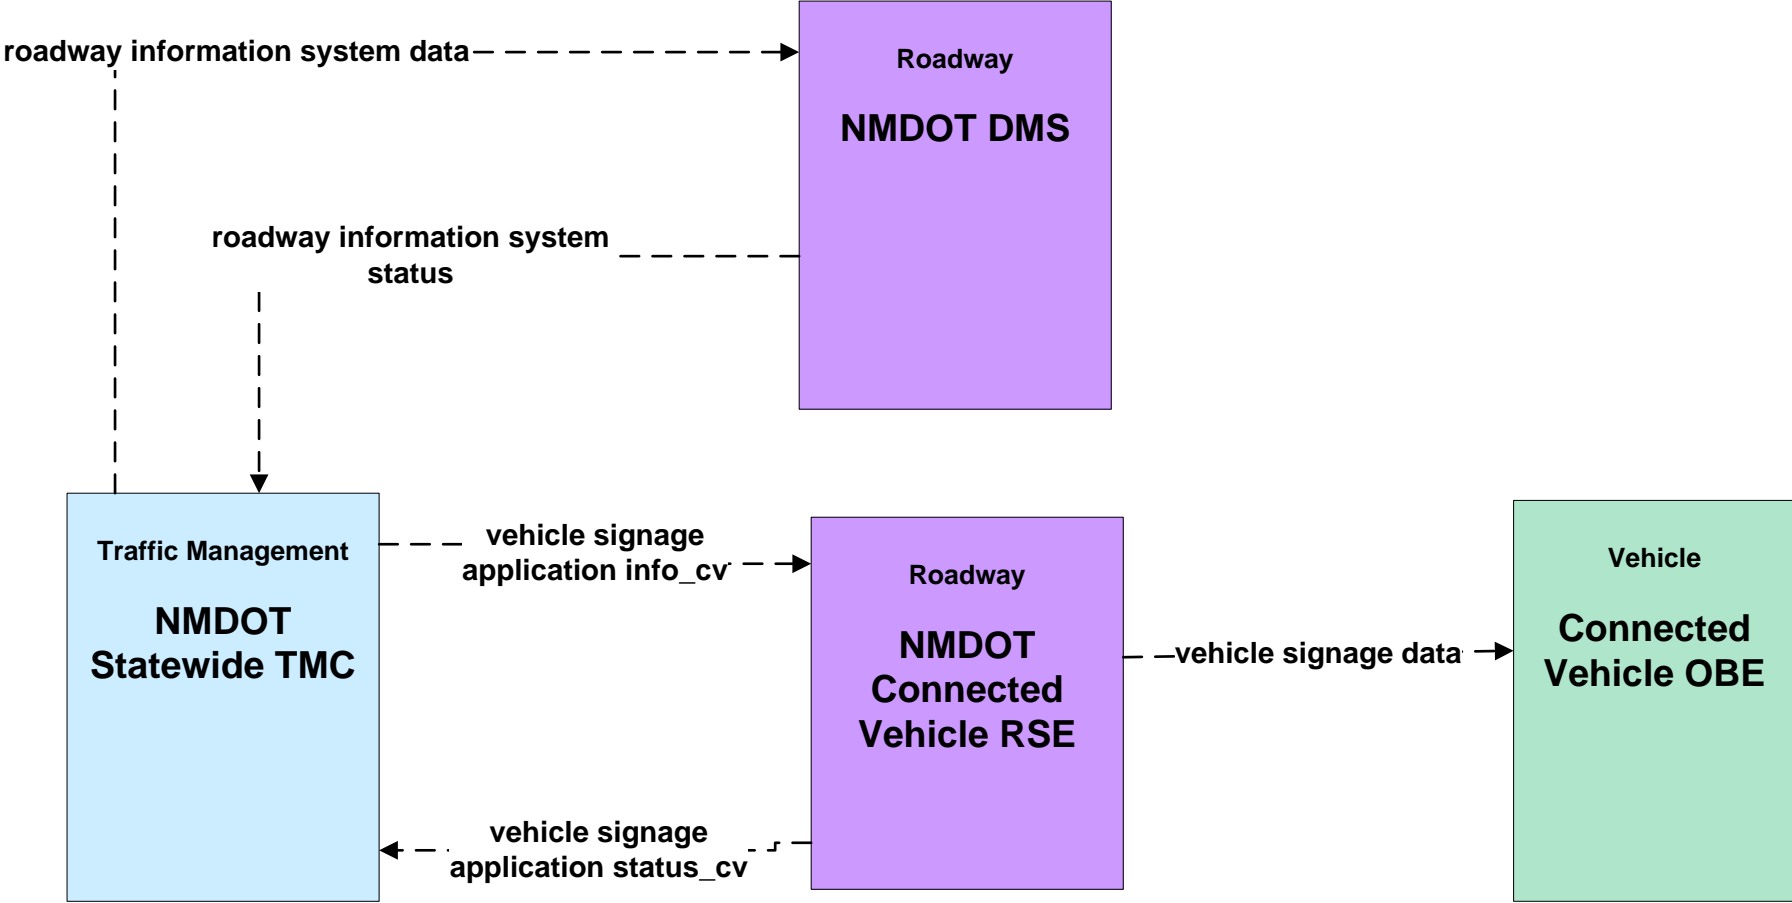 roadway information system data
Roadway
NMDOT DMS
roadway information system
status
Traffic Management
NMDOT
Statewide TMC
vehicle signage
application info_cv
Roadway
NMDOT
Connected
Vehicle RSE
vehicle signage data
Vehicle
Connected
Vehicle OBE
vehicle signage
application status_cv